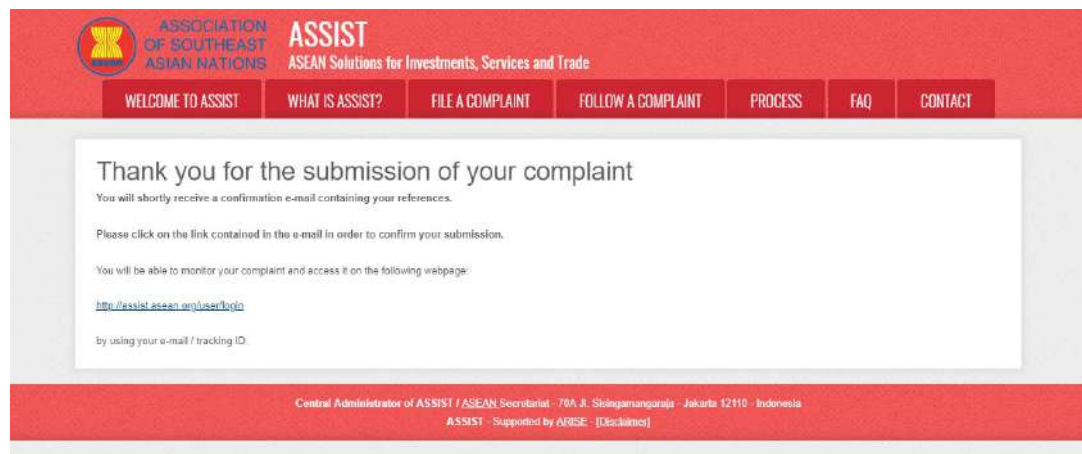 ASSOCIATION
OF SOUTHEAST
ASIAN NATIONS
ASSIST
ASEAN Solutions for Investments, Services and Trade
WELCOME TO ASSIST WHAT IS ASSIST? FILE A COMPLAINT FOLLOW A COMPLAINT PROCESS FAQ CONTACT
Thank you for the submission of your complaint
You will shortly receive a confirmation e-mail containing your references.
Please click on the link contained in the e-mail in order to confirm your submission.
You will be able to monitor your complaint and access it on the following webpage:
http://assist.asean.org/user/login
by using your e-mail / tracking ID.
Central Administrator of ASSIST / ASEAN Secretariat - 70A Jl. Sisingamangaraja - Jakarta 12110 - Indonesia
ASSIST - Supported by ARISE - [Disclaimer]